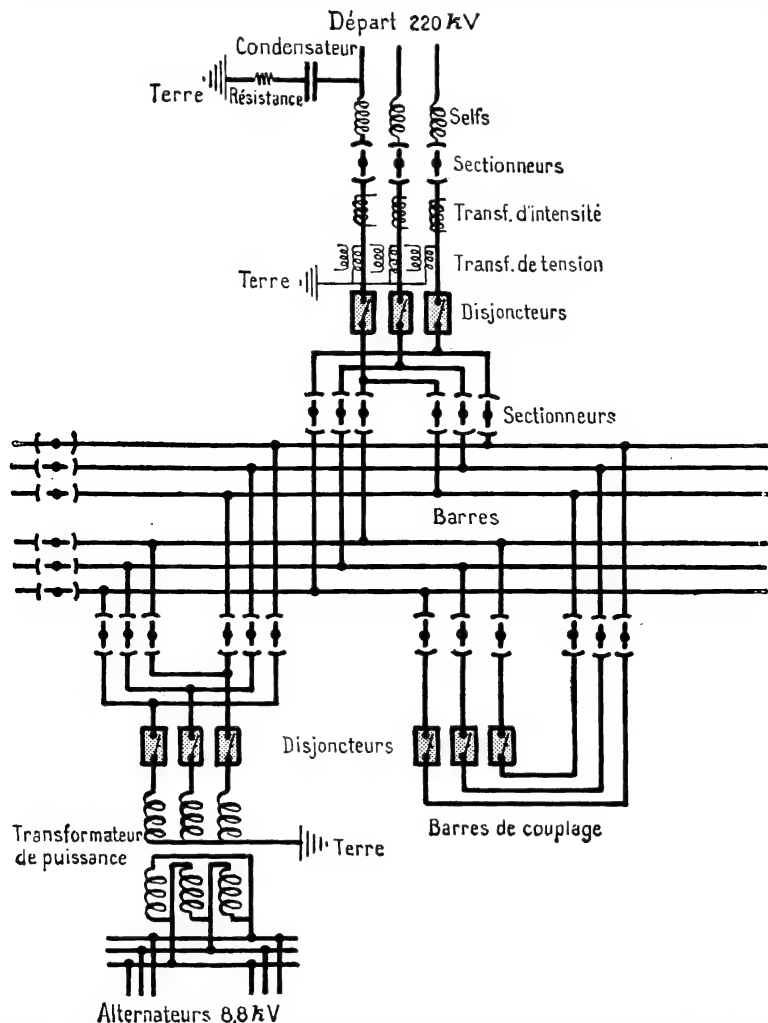 Départ 220 kV
Condensateur
Terre
Résistance
Selfs
Sectionneurs
Transf. d'intensité
Transf. de tension
Terre
Disjoncteurs
Sectionneurs
Barres
Disjoncteurs
Barres de couplage
Transformateur
de puissance
Terre
Alternateurs 8,8 kV